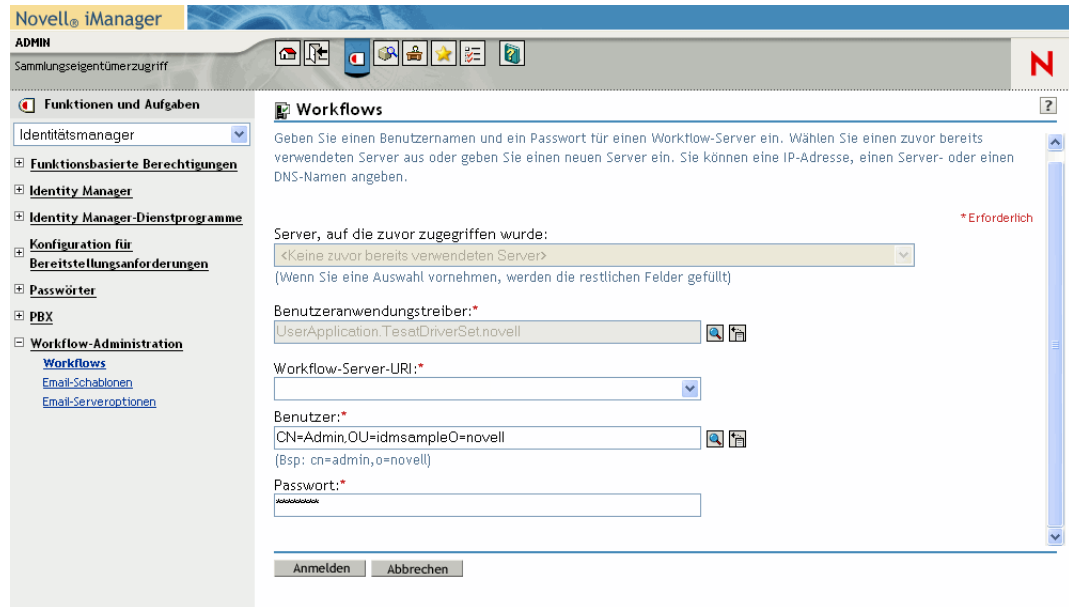 Novell® iManager
ADMIN
Sammlungseigentümerzugriff
N
Funktionen und Aufgaben
Identitätsmanager
Funktionsbasierte Berechtigungen
Identity Manager
Identity Manager-Dienstprogramme
Konfiguration für
Bereitstellungsanforderungen
Passwörter
PBX
Workflow-Administration
Workflows
Email-Schablonen
Email-Serveroptionen
Workflows
?
Geben Sie einen Benutzernamen und ein Passwort für einen Workflow-Server ein. Wählen Sie einen zuvor bereits
verwendeten Server aus oder geben Sie einen neuen Server ein. Sie können eine IP-Adresse, einen Server- oder einen
DNS-Namen angeben.
*Erforderlich
Server, auf die zuvor zugegriffen wurde:
<Keine zuvor bereits verwendeten Server>
(Wenn Sie eine Auswahl vornehmen, werden die restlichen Felder gefüllt)
Benutzeranwendungstreiber:*
UserApplication.TesatDriverSet.novell
Workflow-Server-URI:*
Benutzer:*
CN=Admin,OU=idmsampleO=novell
(Bsp: cn=admin,o=novell)
Passwort:*
********
Anmelden
Abbrechen